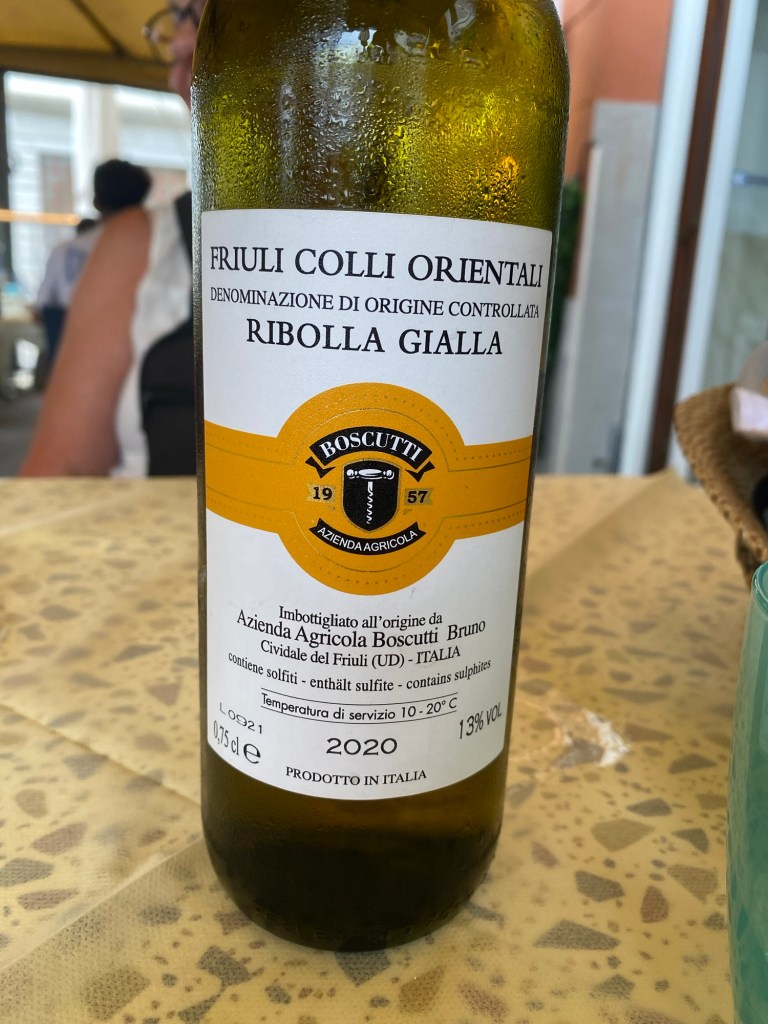 FRIULI COLLI ORIENTALI
DENOMINAZIONE DI ORIGINE CONTROLLATA
RIBOLLA GIALLA
BOSCUTTI
19 57
AZIENDA AGRICOLA
Imbottigliato all'origine da
Azienda Agricola Boscutti Bruno
Cividale del Friuli (UD) - ITALIA
contiene solfiti - enthält sulfite - contains sulphites
Temperatura di servizio 10 - 20° C
L0921
0,75 cl e
2020
13% VOL
PRODOTTO IN ITALIA